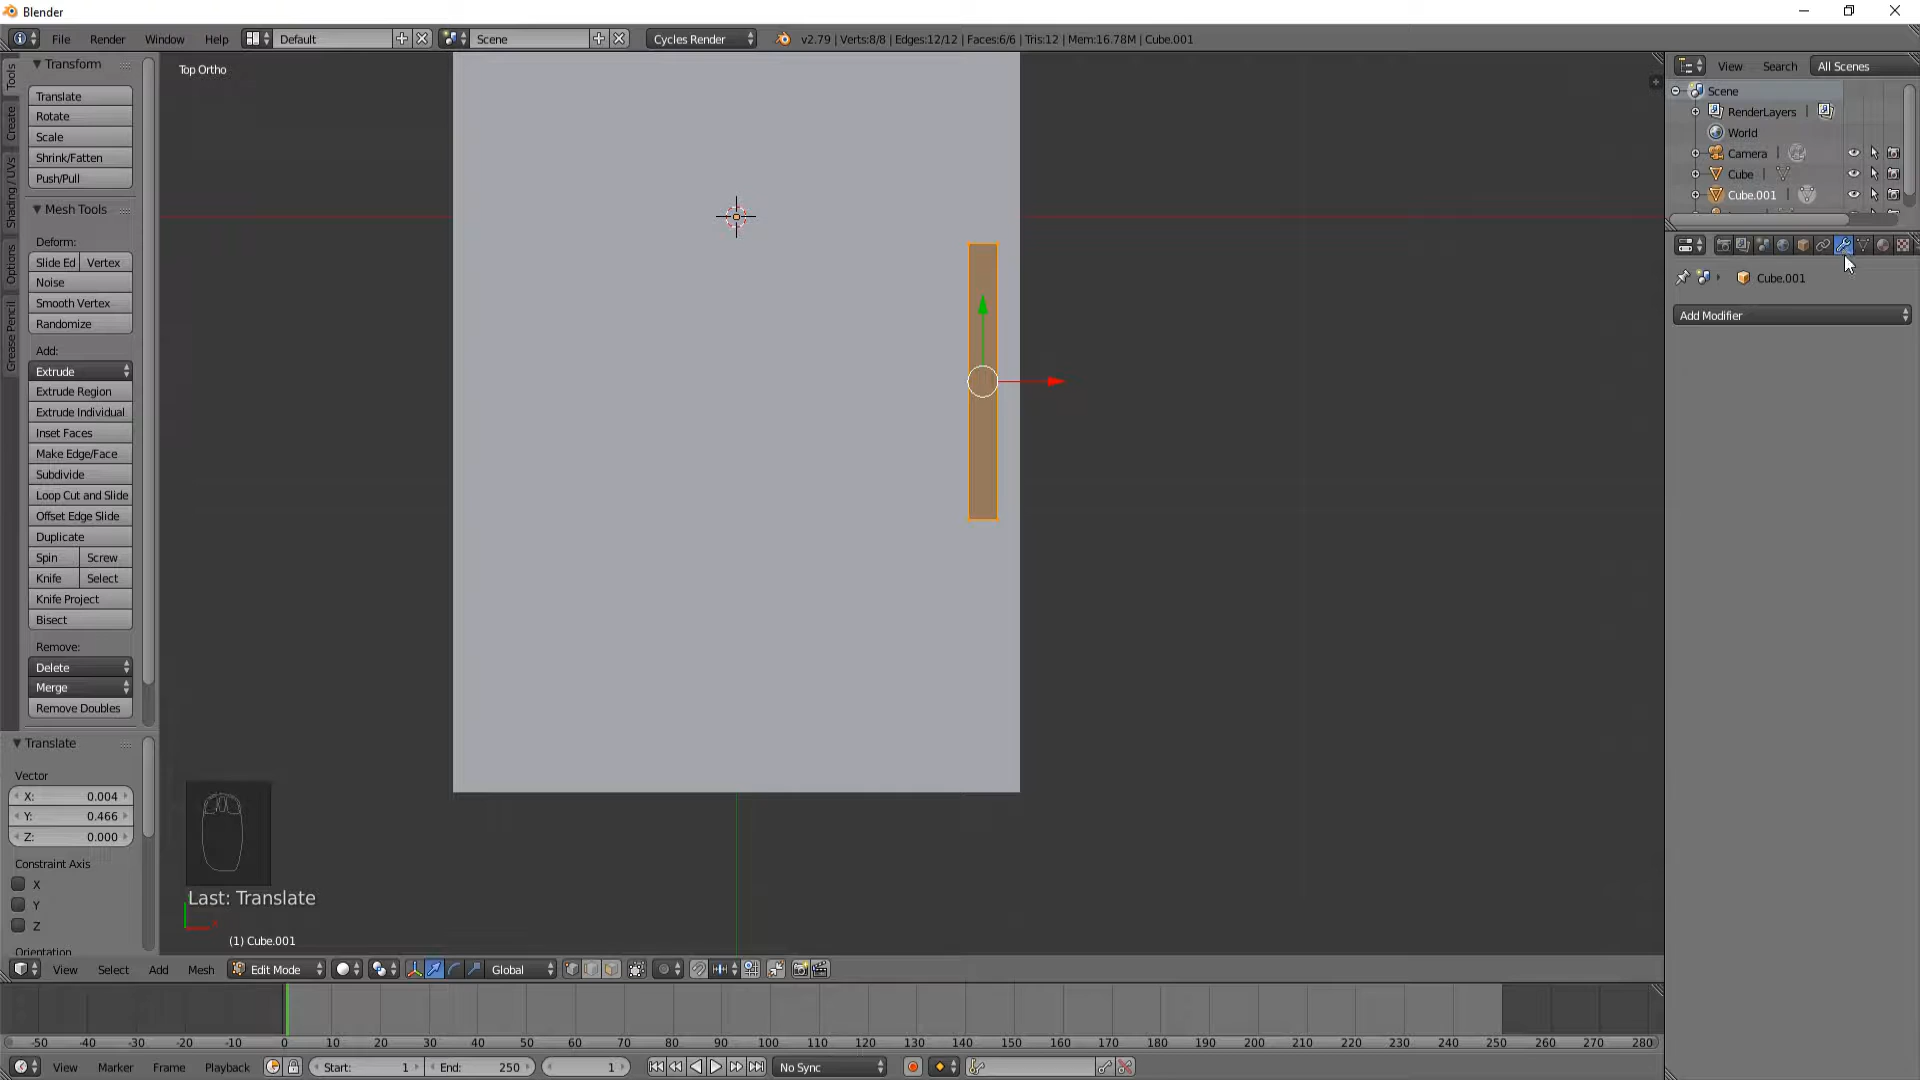 Blender
File Render Window Help Default Scene Cycles Render v2.79 | Verts:8/8 | Edges:12/12 | Faces:6/6 | Tris:12 | Mem:16.78M | Cube.001
Tools
Create
Shading / UVs
Options
Grease Pencil
Transform
Translate
Rotate
Scale
Shrink/Fatten
Push/Pull
Mesh Tools
Deform:
Slide Ed Vertex
Noise
Smooth Vertex
Randomize
Add:
Extrude
Extrude Region
Extrude Individual
Inset Faces
Make Edge/Face
Subdivide
Loop Cut and Slide
Offset Edge Slide
Duplicate
Spin Screw
Knife Select
Knife Project
Bisect
Remove:
Delete
Merge
Remove Doubles
Translate
Vector
X: 0.004
Y: 0.466
Z: 0.000
Constraint Axis
X
Y
Z
Orientation
Top Ortho
Last: Translate
(1) Cube.001
View Search All Scenes
Scene
RenderLayers |
World
Camera |
Cube |
Cube.001 |
Cube.001
Add Modifier
View Select Add Mesh Edit Mode Global
-50 -40 -30 -20 -10 0 10 20 30 40 50 60 70 80 90 100 110 120 130 140 150 160 170 180 190 200 210 220 230 240 250 260 270 280
View Marker Frame Playback Start: 1 End: 250 1 No Sync